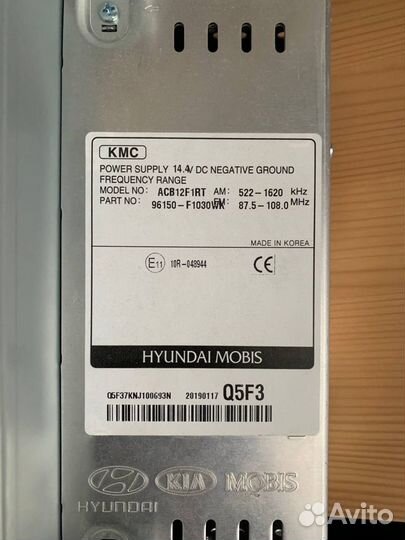 KMC
POWER SUPPLY 14.4V DC NEGATIVE GROUND
FREQUENCY RANGE
MODEL NO: ACB12F1RT AM: 522-1620 kHz
PART NO: 96150-F1030WK FM: 87.5-108.0 MHz
MADE IN KOREA
E11 10R-048944 CE
HYUNDAI MOBIS
Q5F37KNJ100693N 20190117 Q5F3
KIA MOBIS
HYUNDAI
Avito